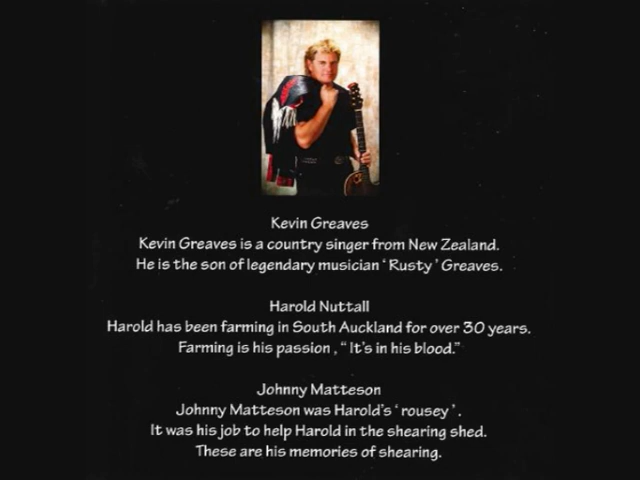 Kevin Greaves
Kevin Greaves is a country singer from New Zealand.
He is the son of legendary musician ‘Rusty’ Greaves.
Harold Nuttall
Harold has been farming in South Auckland for over 30 years.
Farming is his passion , “ It’s in his blood.”
Johnny Matteson
Johnny Matteson was Harold’s ‘ rousey ’ .
It was his job to help Harold in the shearing shed.
These are his memories of shearing.